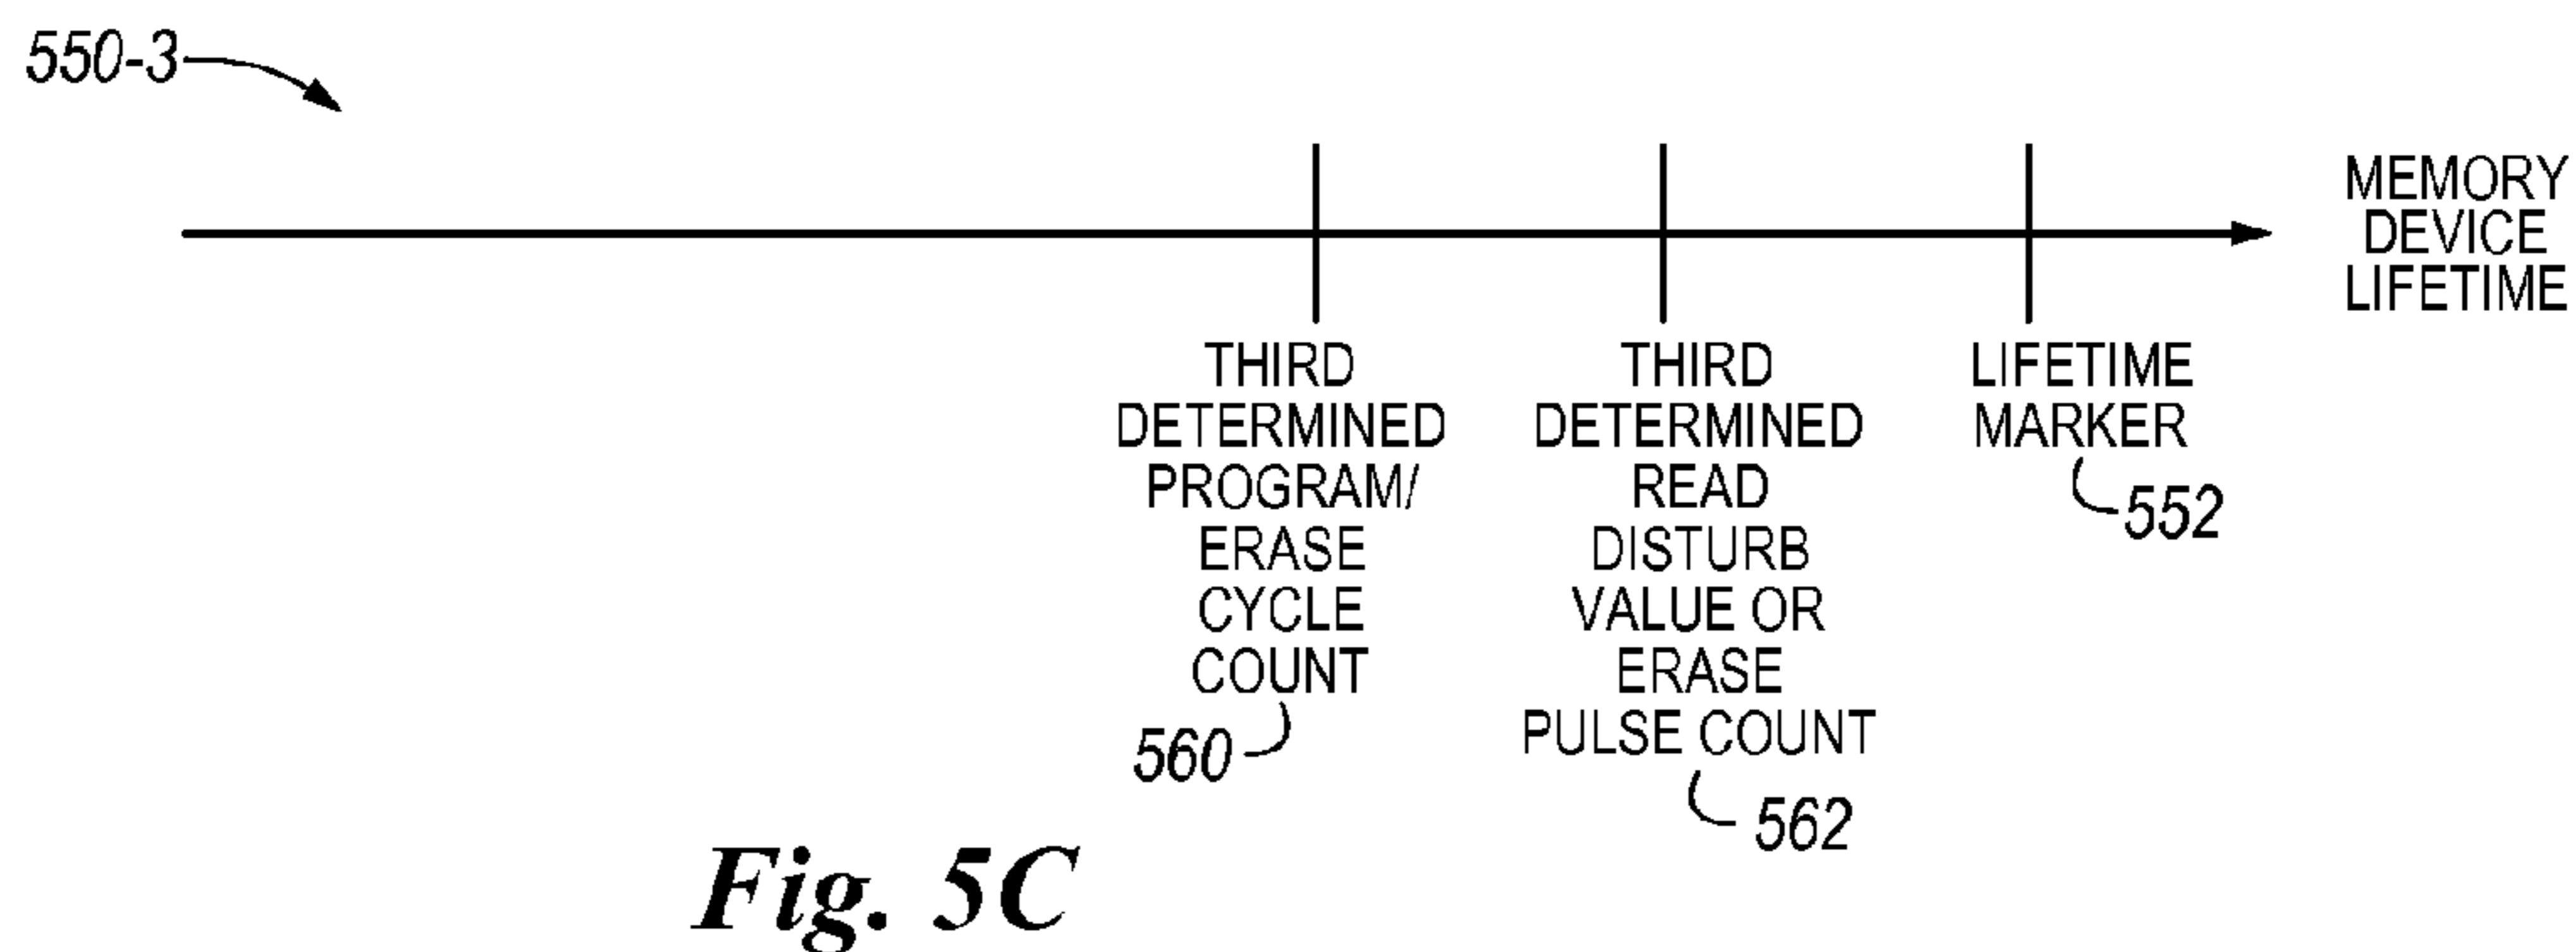 550-3
MEMORY
DEVICE
LIFETIME
THIRD
DETERMINED
PROGRAM/
ERASE
CYCLE
COUNT
560
THIRD
DETERMINED
READ
DISTURB
VALUE OR
ERASE
PULSE COUNT
562
LIFETIME
MARKER
552
Fig. 5C